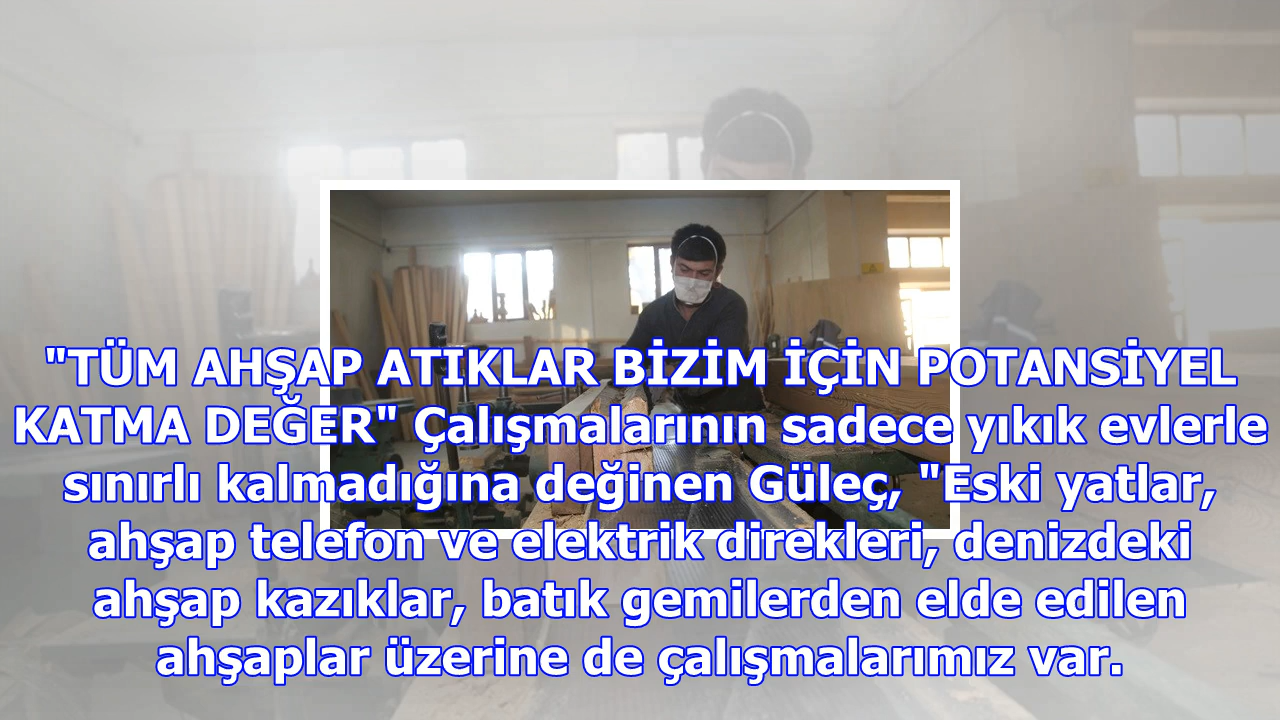 "TÜM AHŞAP ATIKLAR BİZİM İÇİN POTANSİYEL
KATMA DEĞER" Çalışmalarının sadece yıkık evlerle
sınırlı kalmadığına değinen Güleç, "Eski yatlar,
ahşap telefon ve elektrik direkleri, denizdeki
ahşap kazıklar, batık gemilerden elde edilen
ahşaplar üzerine de çalışmalarımız var.